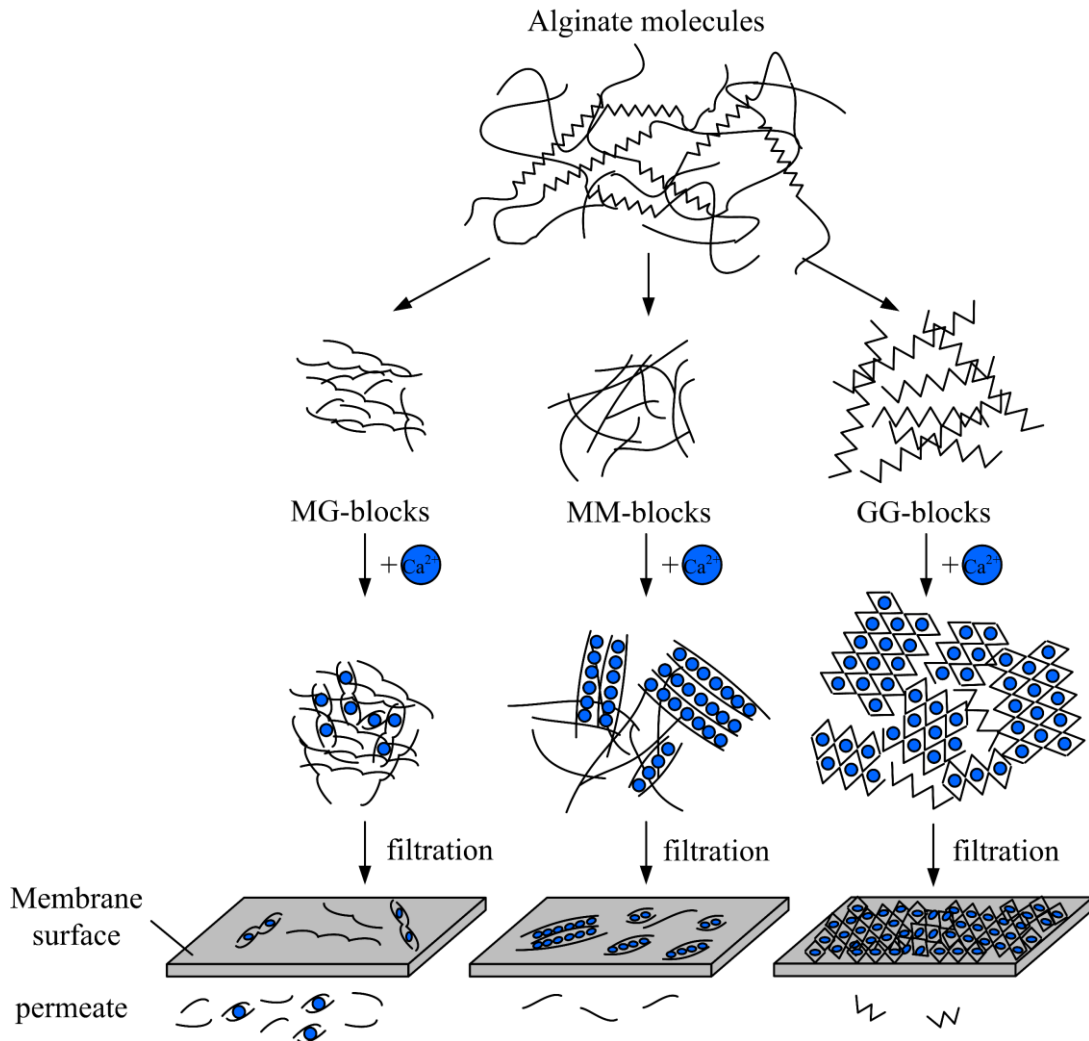 Alginate molecules
MG-blocks
MM-blocks
GG-blocks
+ Ca²⁺
+ Ca²⁺
+ Ca²⁺
filtration
filtration
filtration
Membrane
surface
permeate